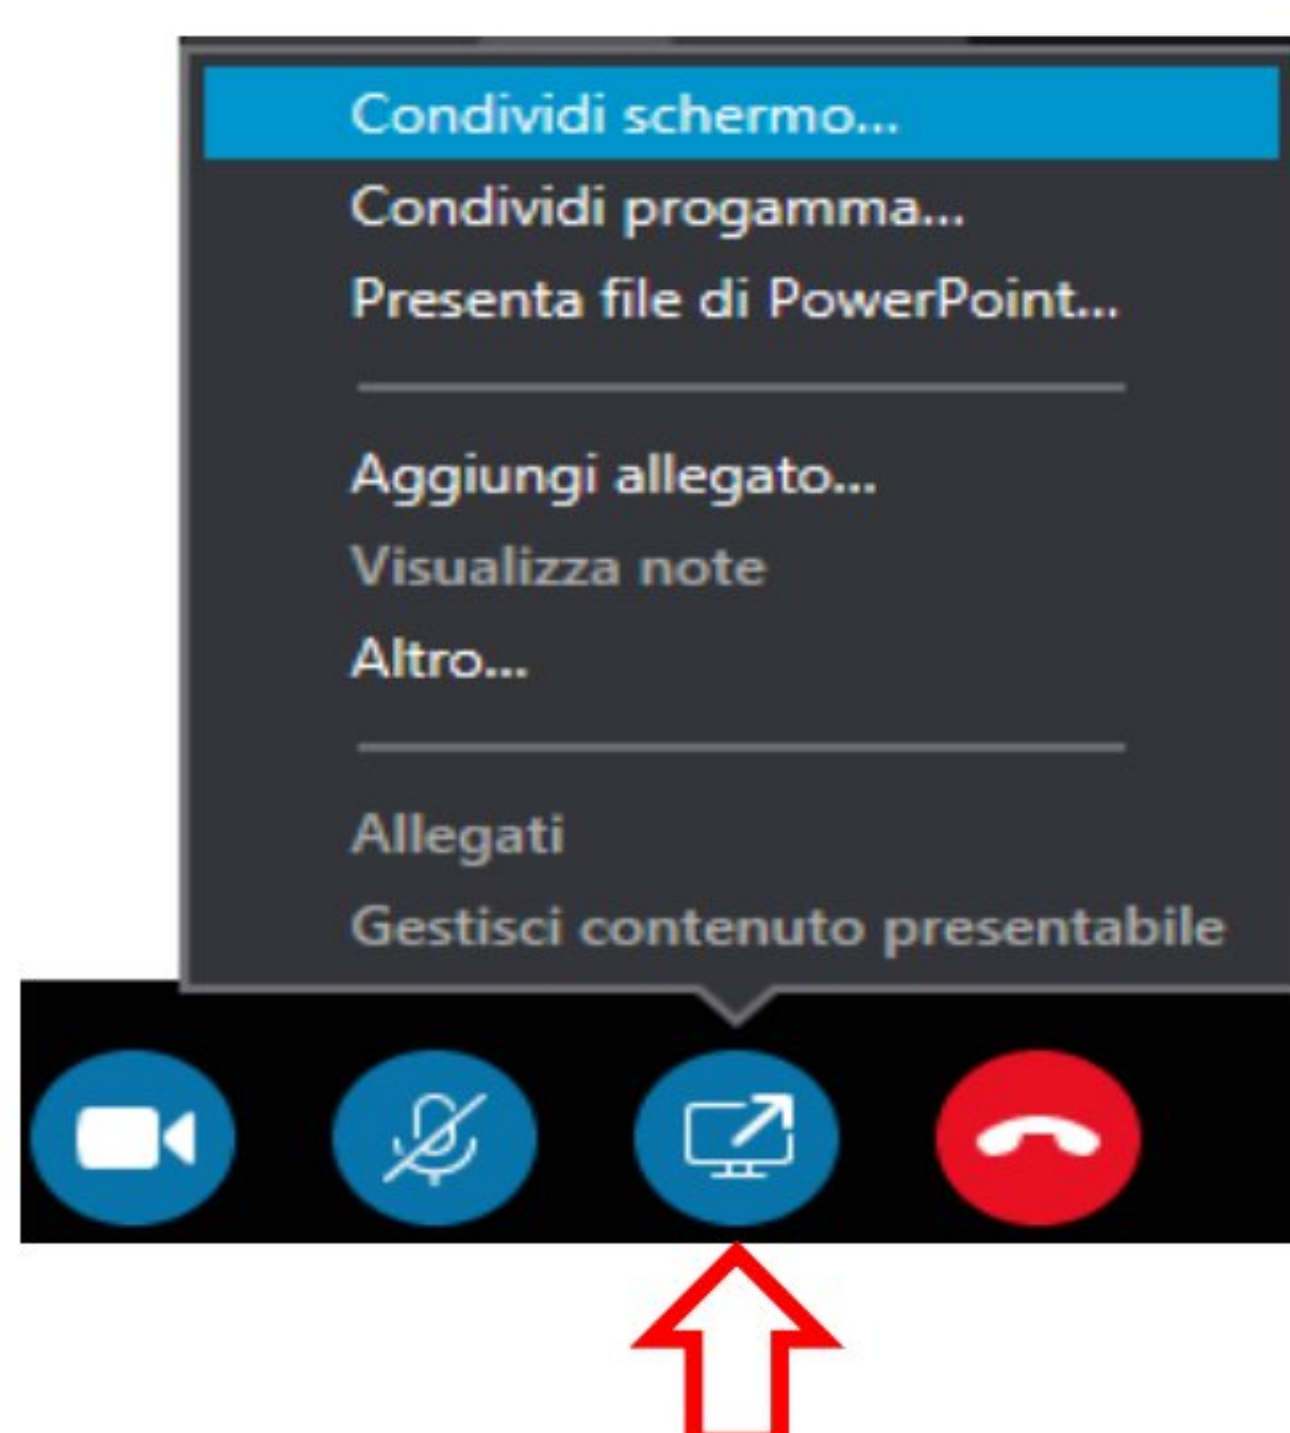 Condividi schermo...
Condividi progamma...
Presenta file di PowerPoint...
Aggiungi allegato...
Visualizza note
Altro...
Allegati
Gestisci contenuto presentabile